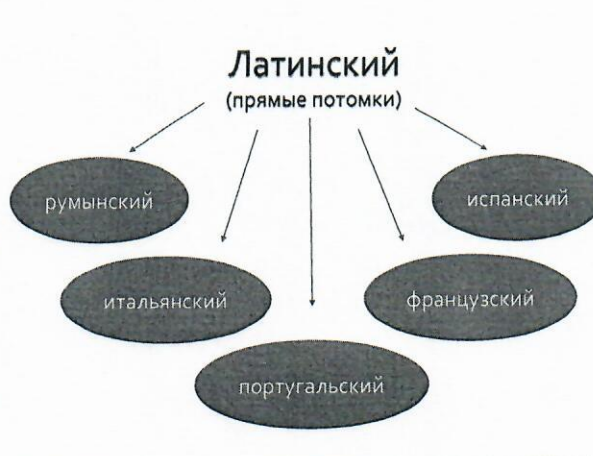 Латинский
(прямые потомки)
румынский
испанский
итальянский
французский
португальский